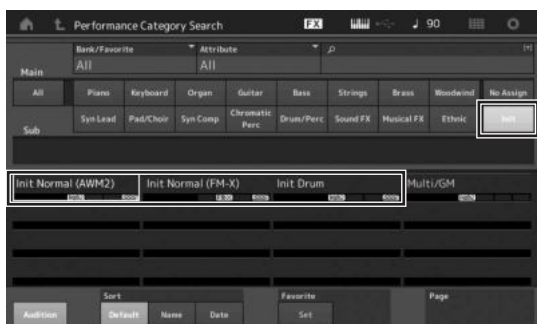 Performance Category Search FX 90
Bank/Favorite Attribute
Main All All
All Piano Keyboard Organ Guitar Bass Strings Brass Woodwind No Assign
Syn Lead Pad/Choir Syn Comp Chromatic Perc Drum/Perc Sound FX Musical FX Ethnic Init
Sub
Init Normal (AWM2) Init Normal (FM-X) Init Drum Multi/GM
Sort Favorite Page
Audition Default Name Date Set